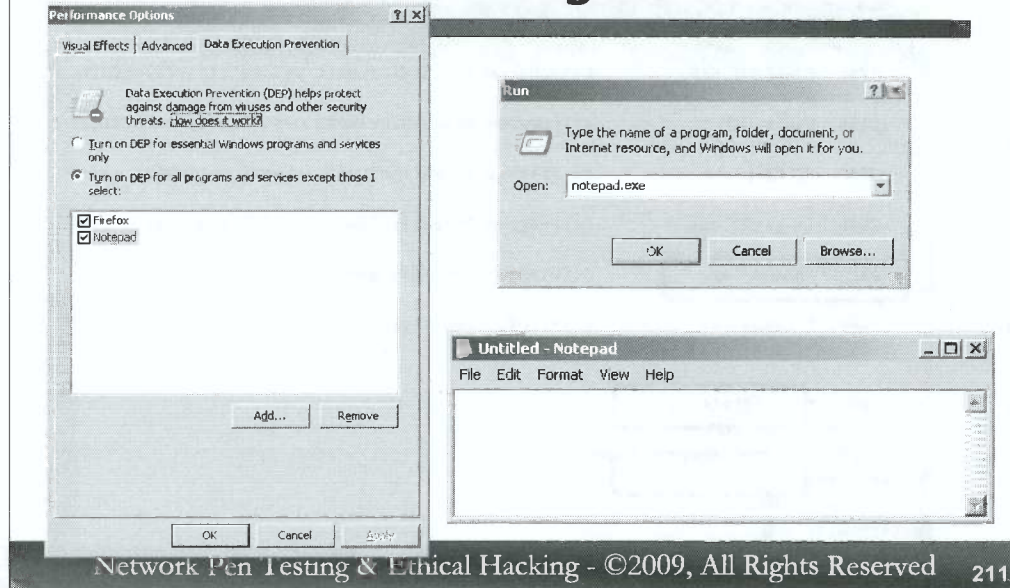 Performance Options
Visual Effects Advanced Data Execution Prevention
Data Execution Prevention (DEP) helps protect
against damage from viruses and other security
threats. How does it work?
Turn on DEP for essential Windows programs and services
only
Turn on DEP for all programs and services except those I
select:
Firefox
Notepad
Add... Remove
OK Cancel Apply
Run
Type the name of a program, folder, document, or
Internet resource, and Windows will open it for you.
Open: notepad.exe
OK Cancel Browse...
Untitled - Notepad
File Edit Format View Help
Network Pen Testing & Ethical Hacking - ©2009, All Rights Reserved 211